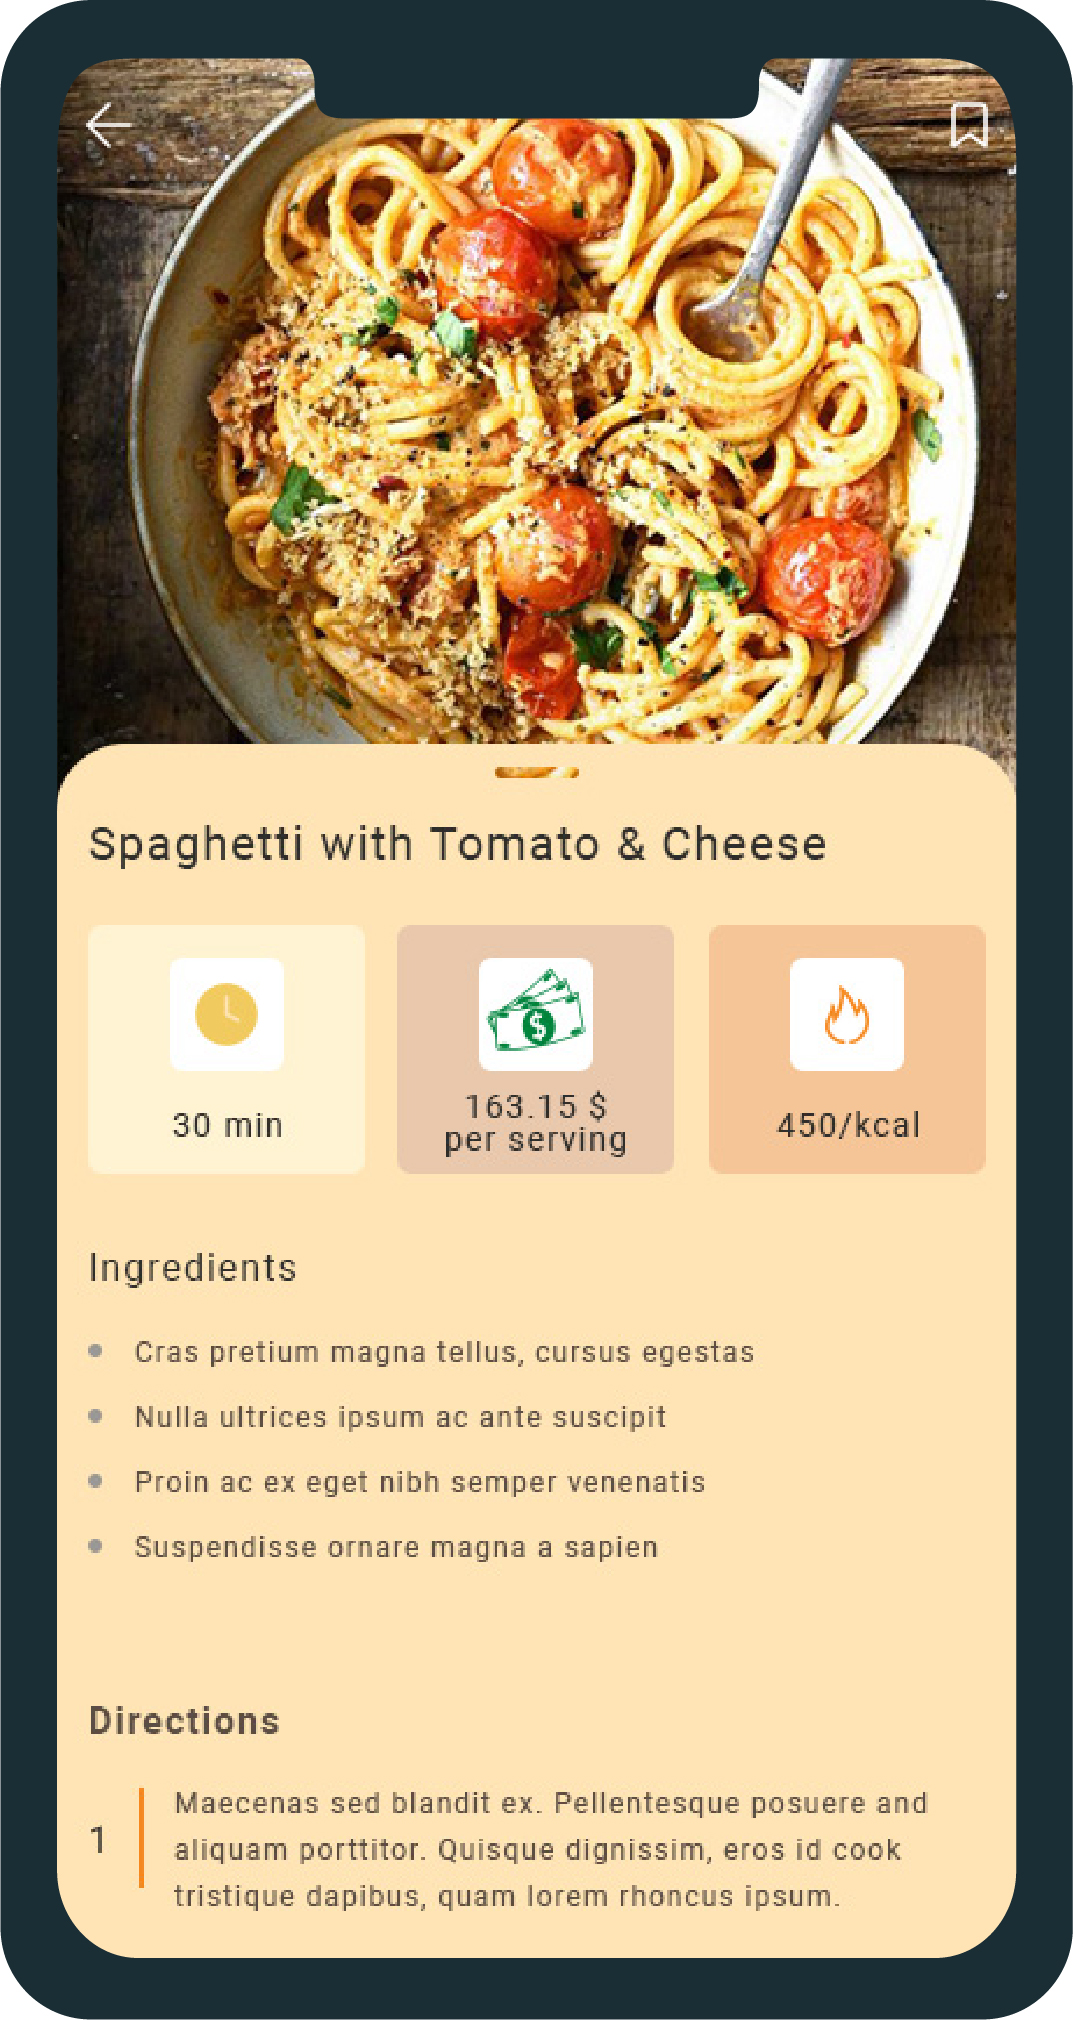 Spaghetti with Tomato & Cheese
30 min
$
163.15 $
per serving
450/kcal
Ingredients
Cras pretium magna tellus, cursus egestas
Nulla ultrices ipsum ac ante suscipit
Proin ac ex eget nibh semper venenatis
Suspendisse ornare magna a sapien
Directions
1
Maecenas sed blandit ex. Pellentesque posuere and
aliquam porttitor. Quisque dignissim, eros id cook
tristique dapibus, quam lorem rhoncus ipsum.